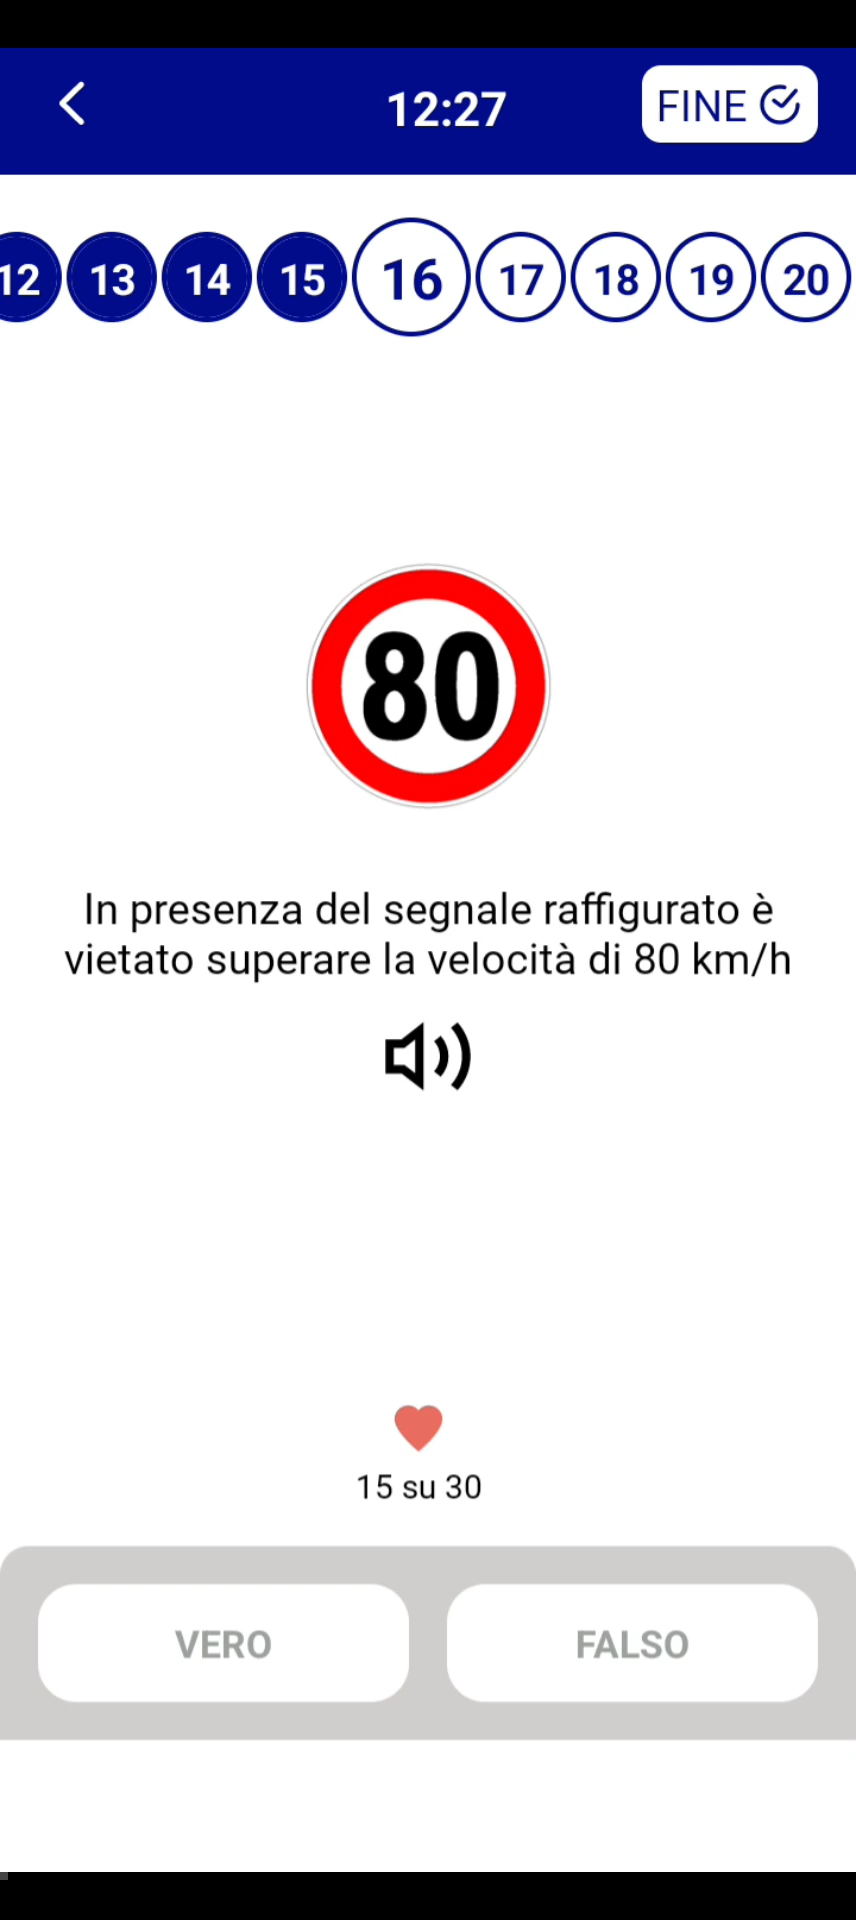 12:27
FINE
12 13 14 15 16 17 18 19 20
80
In presenza del segnale raffigurato è
vietato superare la velocità di 80 km/h
15 su 30
VERO
FALSO